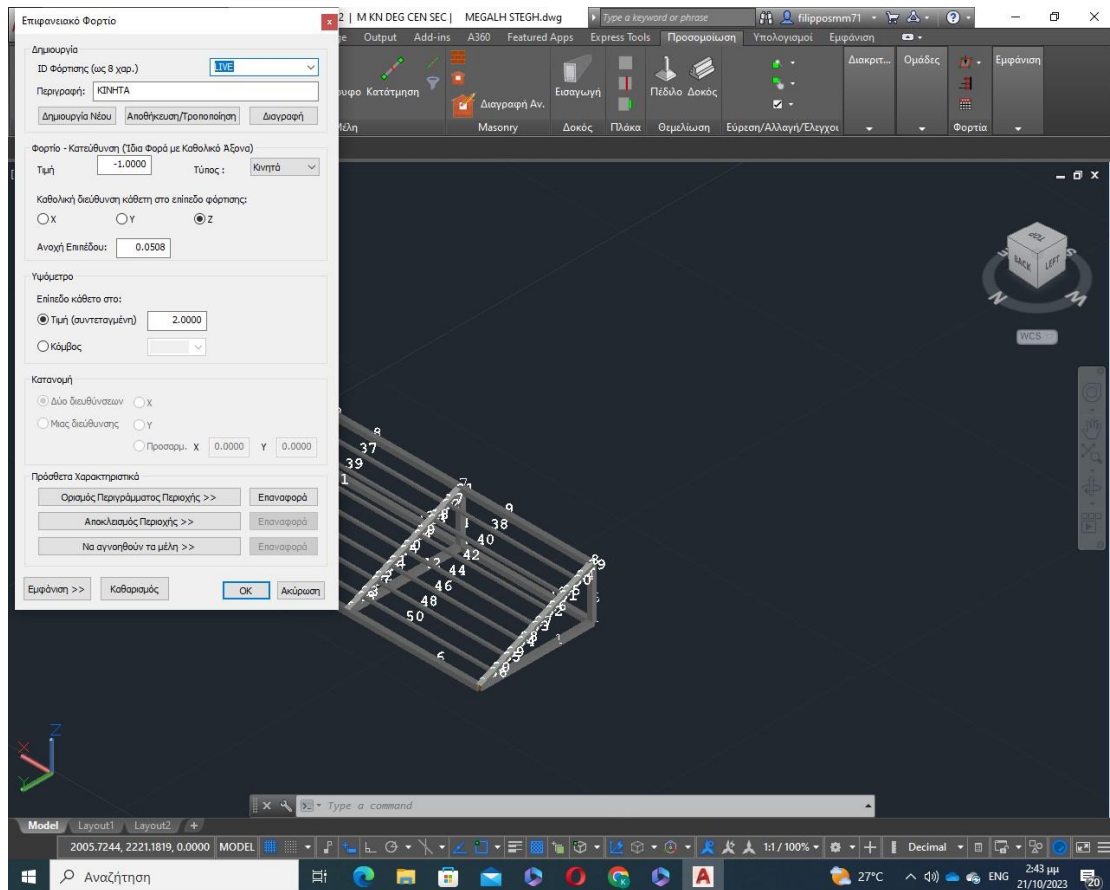 Επιφανειακό Φορτίο
x
2 | M KN DEG CEN SEC | MEGALH STEGH.dwg
Type a keyword or phrase
filipposmm71
Output Add-ins A360 Featured Apps Express Tools Προσομοίωση Υπολογισμοί Εμφάνιση
Κατάτμηση
Διαγραφή Αν.
Εισαγωγή
Πέδιλο Δοκός
Διακριτ...
Ομάδες
Εμφάνιση
Μέλη
Masonry
Δοκός
Πλάκα
Θεμελίωση
Εύρεση/Αλλαγή/Έλεγχοι
Φορτία
Δημιουργία
ID Φόρτισης (ως 8 χαρ.)
LIVE
Περιγραφή:
ΚΙΝΗΤΑ
Δημιουργία Νέου
Αποθήκευση/Τροποποίηση
Διαγραφή
Φορτίο - Κατεύθυνση (Ίδια Φορά με Καθολικό Άξονα)
Τιμή
-1.0000
Τύπος :
Κινητά
Καθολική διεύθυνση κάθετη στο επίπεδο φόρτισης:
X Y Z
Ανοχή Επιπέδου: 0.0508
Υψόμετρο
Επίπεδο κάθετο στο:
Τιμή (συντεταγμένη) 2.0000
Κόμβος
Κατανομή
Δύο διευθύνσεων X
Μιας διεύθυνσης Y
Προσαρμ. X 0.0000 Y 0.0000
Πρόσθετα Χαρακτηριστικά
Ορισμός Περιγράμματος Περιοχής >> Επαναφορά
Αποκλεισμός Περιοχής >> Επαναφορά
Να αγνοηθούν τα μέλη >> Επαναφορά
Εμφάνιση >> Καθαρισμός OK Ακύρωση
TOP
BACK LEFT
N
WCS
8
37
39
9
38
40
42
44
46
48
50
6
1
Z
X
Y
Type a command
Model Layout1 Layout2 +
2005.7244, 2221.1819, 0.0000 MODEL 1:1 / 100% Decimal
Αναζήτηση
27°C
ENG
2:43 μμ
21/10/2023
20